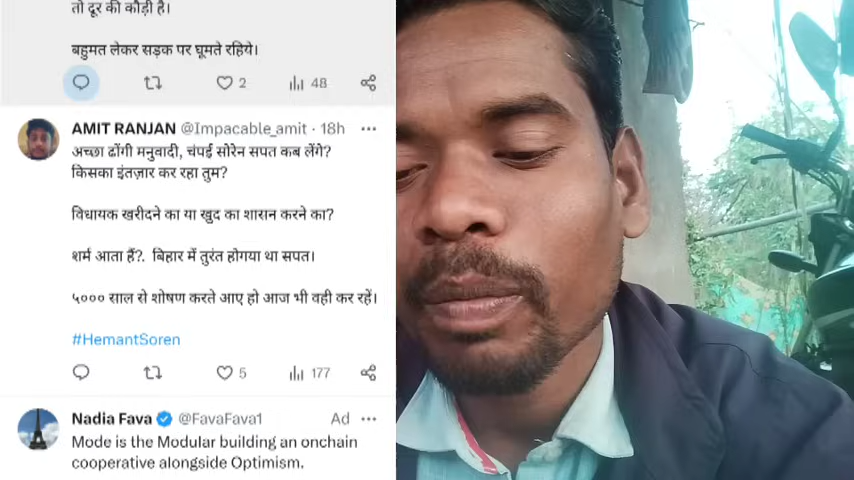 तो दूर की कौड़ी है।
बहुमत लेकर सड़क पर घूमते रहिये।
2
48
AMIT RANJAN @Impacable_amit · 18h
अच्छा ढोंगी मनुवादी, चंपई सोरेन सपत कब लेंगे?
किसका इंतज़ार कर रहा तुम?
विधायक खरीदने का या खुद का शासन करने का?
शर्म आता हैं?. बिहार में तुरंत होगया था सपत।
५००० साल से शोषण करते आए हो आज भी वही कर रहें।
#HemantSoren
5
177
Nadia Fava @FavaFava1 Ad
Mode is the Modular building an onchain
cooperative alongside Optimism.